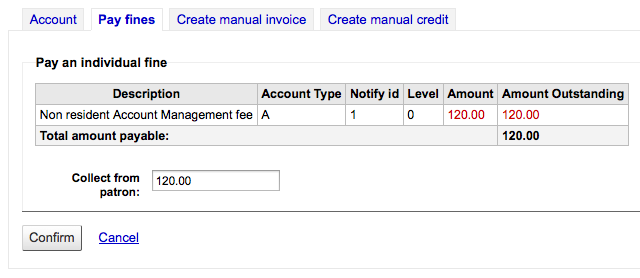 Account Pay fines Create manual invoice Create manual credit
Pay an individual fine
Description Account Type Notify id Level Amount Amount Outstanding
Non resident Account Management fee A 1 0 120.00 120.00
Total amount payable: 120.00
Collect from 120.00
patron:
Confirm Cancel